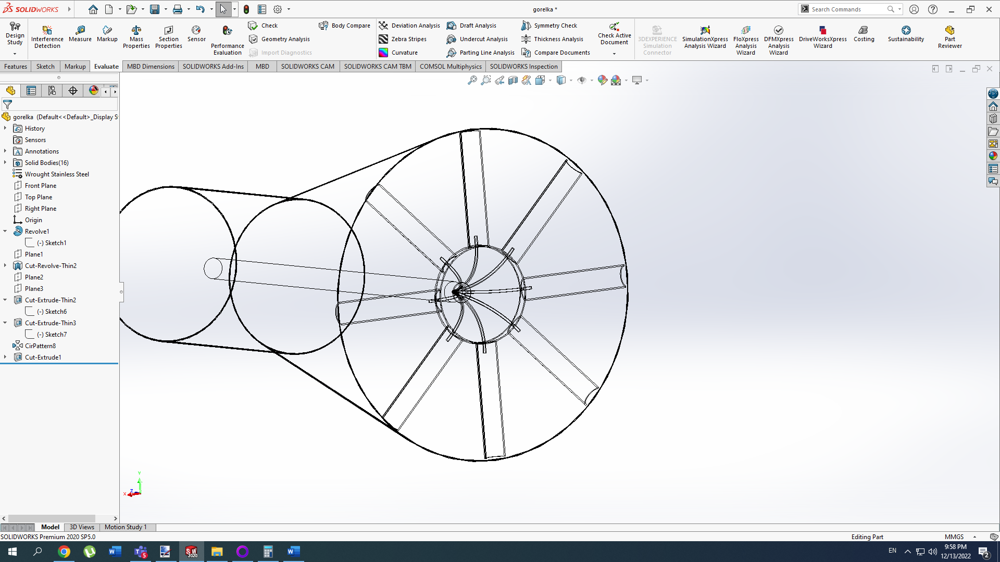 SOLIDWORKS
gorelka *
Search Commands
Design Study
Interference Detection
Measure
Markup
Mass Properties
Section Properties
Sensor
Performance Evaluation
Check
Geometry Analysis
Import Diagnostics
Body Compare
Deviation Analysis
Zebra Stripes
Curvature
Draft Analysis
Undercut Analysis
Parting Line Analysis
Symmetry Check
Thickness Analysis
Compare Documents
Check Active Document
3DEXPERIENCE Simulation Connector
SimulationXpress Analysis Wizard
FloXpress Analysis Wizard
DFMXpress Analysis Wizard
DriveWorksXpress Wizard
Costing
Sustainability
Part Reviewer
Features
Sketch
Markup
Evaluate
MBD Dimensions
SOLIDWORKS Add-Ins
MBD
SOLIDWORKS CAM
SOLIDWORKS CAM TBM
COMSOL Multiphysics
SOLIDWORKS Inspection
gorelka (Default<<Default>_Display S
History
Sensors
Annotations
Solid Bodies(16)
Wrought Stainless Steel
Front Plane
Top Plane
Right Plane
Origin
Revolve1
(-) Sketch1
Plane1
Cut-Revolve-Thin2
Plane2
Plane3
Cut-Extrude-Thin2
(-) Sketch6
Cut-Extrude-Thin3
(-) Sketch7
CirPattern8
Cut-Extrude1
Y
Z
X
Model
3D Views
Motion Study 1
SOLIDWORKS Premium 2020 SP5.0
Editing Part
MMGS
5
SW
2020
EN
9:58 PM
12/13/2022
2